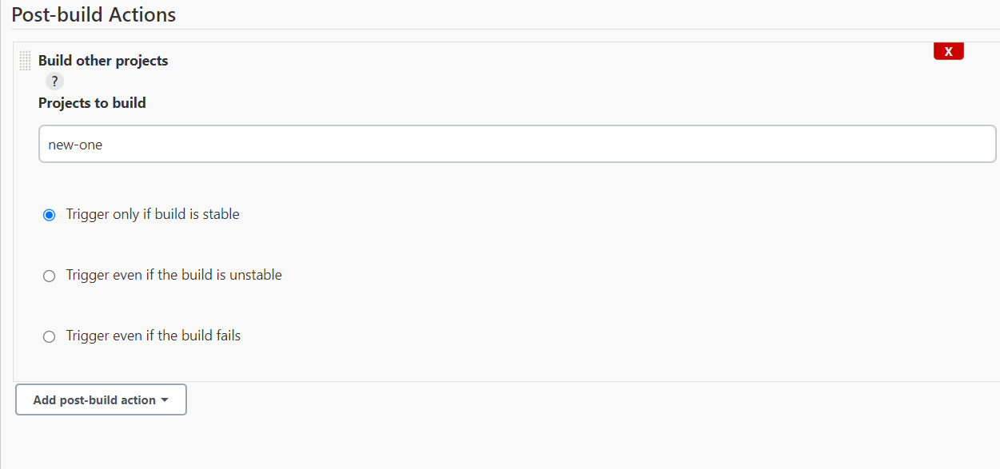 Post-build Actions
Build other projects
X
?
Projects to build
new-one
Trigger only if build is stable
Trigger even if the build is unstable
Trigger even if the build fails
Add post-build action